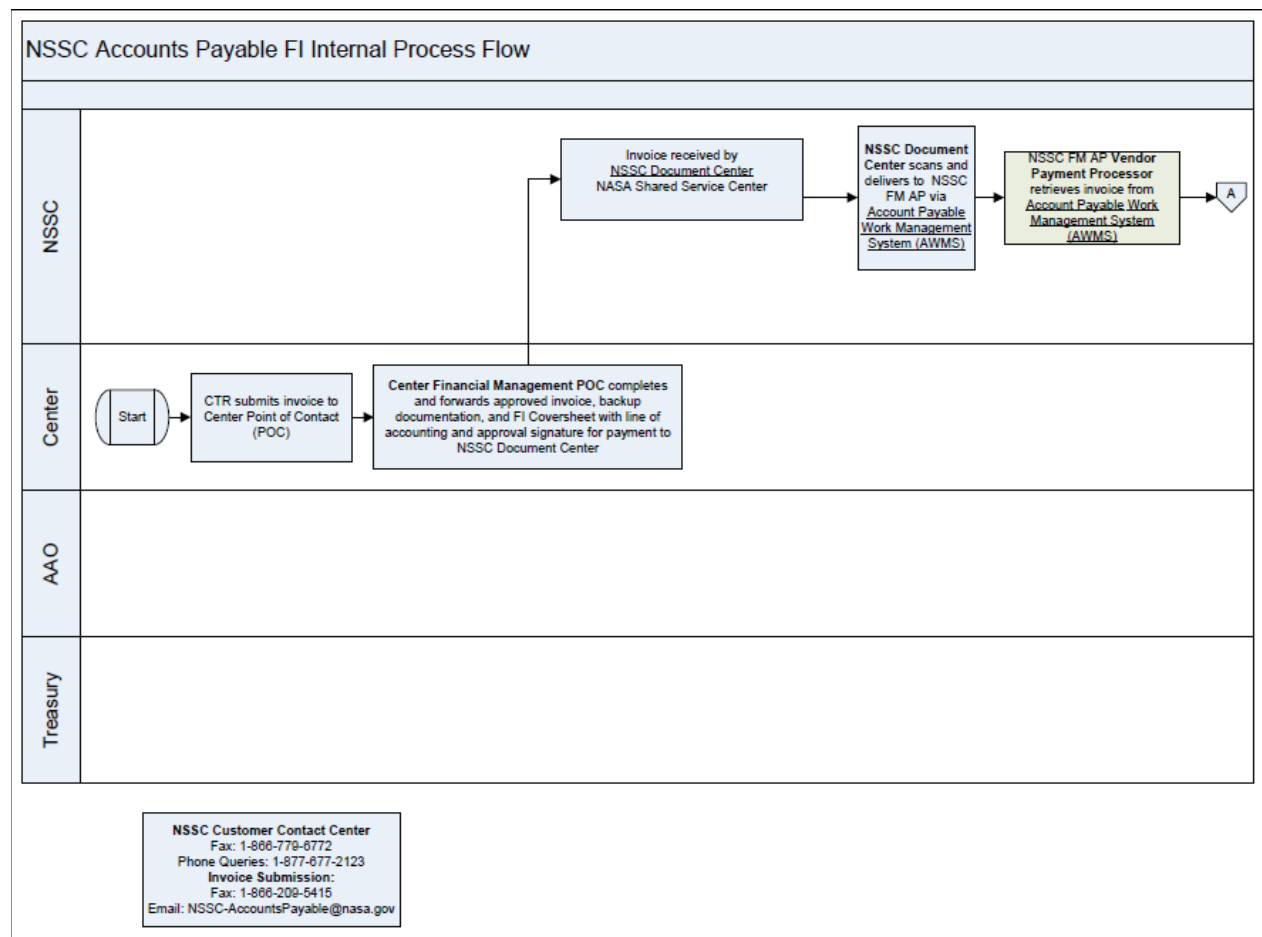 NSSC Accounts Payable FI Internal Process Flow
NSSC
Invoice received by
NSSC Document Center
NASA Shared Service Center
NSSC Document
Center scans and
delivers to NSSC
FM AP via
Account Payable
Work Management
System (AWMS)
NSSC FM AP Vendor
Payment Processor
retrieves invoice from
Account Payable Work
Management System
(AWMS)
A
Center
Start
CTR submits invoice to
Center Point of Contact
(POC)
Center Financial Management POC completes
and forwards approved invoice, backup
documentation, and FI Coversheet with line of
accounting and approval signature for payment to
NSSC Document Center
AAO
Treasury
NSSC Customer Contact Center
Fax: 1-866-779-6772
Phone Queries: 1-877-677-2123
Invoice Submission:
Fax: 1-866-209-5415
Email: NSSC-AccountsPayable@nasa.gov